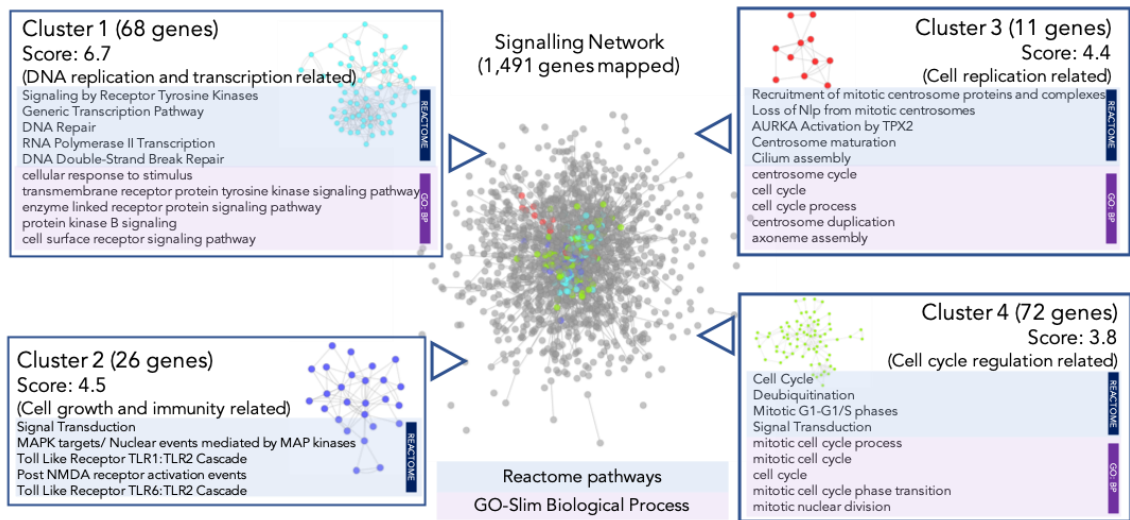 Cluster 1 (68 genes)
Score: 6.7
(DNA replication and transcription related)
Signaling by Receptor Tyrosine Kinases
Generic Transcription Pathway
DNA Repair
RNA Polymerase II Transcription
DNA Double-Strand Break Repair
REACTOME
cellular response to stimulus
transmembrane receptor protein tyrosine kinase signaling pathway
enzyme linked receptor protein signaling pathway
protein kinase B signaling
cell surface receptor signaling pathway
GO: BP
Signalling Network
(1,491 genes mapped)
Cluster 3 (11 genes)
Score: 4.4
(Cell replication related)
Recruitment of mitotic centrosome proteins and complexes
Loss of Nlp from mitotic centrosomes
AURKA Activation by TPX2
Centrosome maturation
Cilium assembly
REACTOME
centrosome cycle
cell cycle
cell cycle process
centrosome duplication
axoneme assembly
GO: BP
Cluster 2 (26 genes)
Score: 4.5
(Cell growth and immunity related)
Signal Transduction
MAPK targets/ Nuclear events mediated by MAP kinases
Toll Like Receptor TLR1:TLR2 Cascade
Post NMDA receptor activation events
Toll Like Receptor TLR6:TLR2 Cascade
REACTOME
Cluster 4 (72 genes)
Score: 3.8
(Cell cycle regulation related)
Cell Cycle
Deubiquitination
Mitotic G1-G1/S phases
Signal Transduction
REACTOME
mitotic cell cycle process
mitotic cell cycle
cell cycle
mitotic cell cycle phase transition
mitotic nuclear division
GO: BP
Reactome pathways
GO-Slim Biological Process